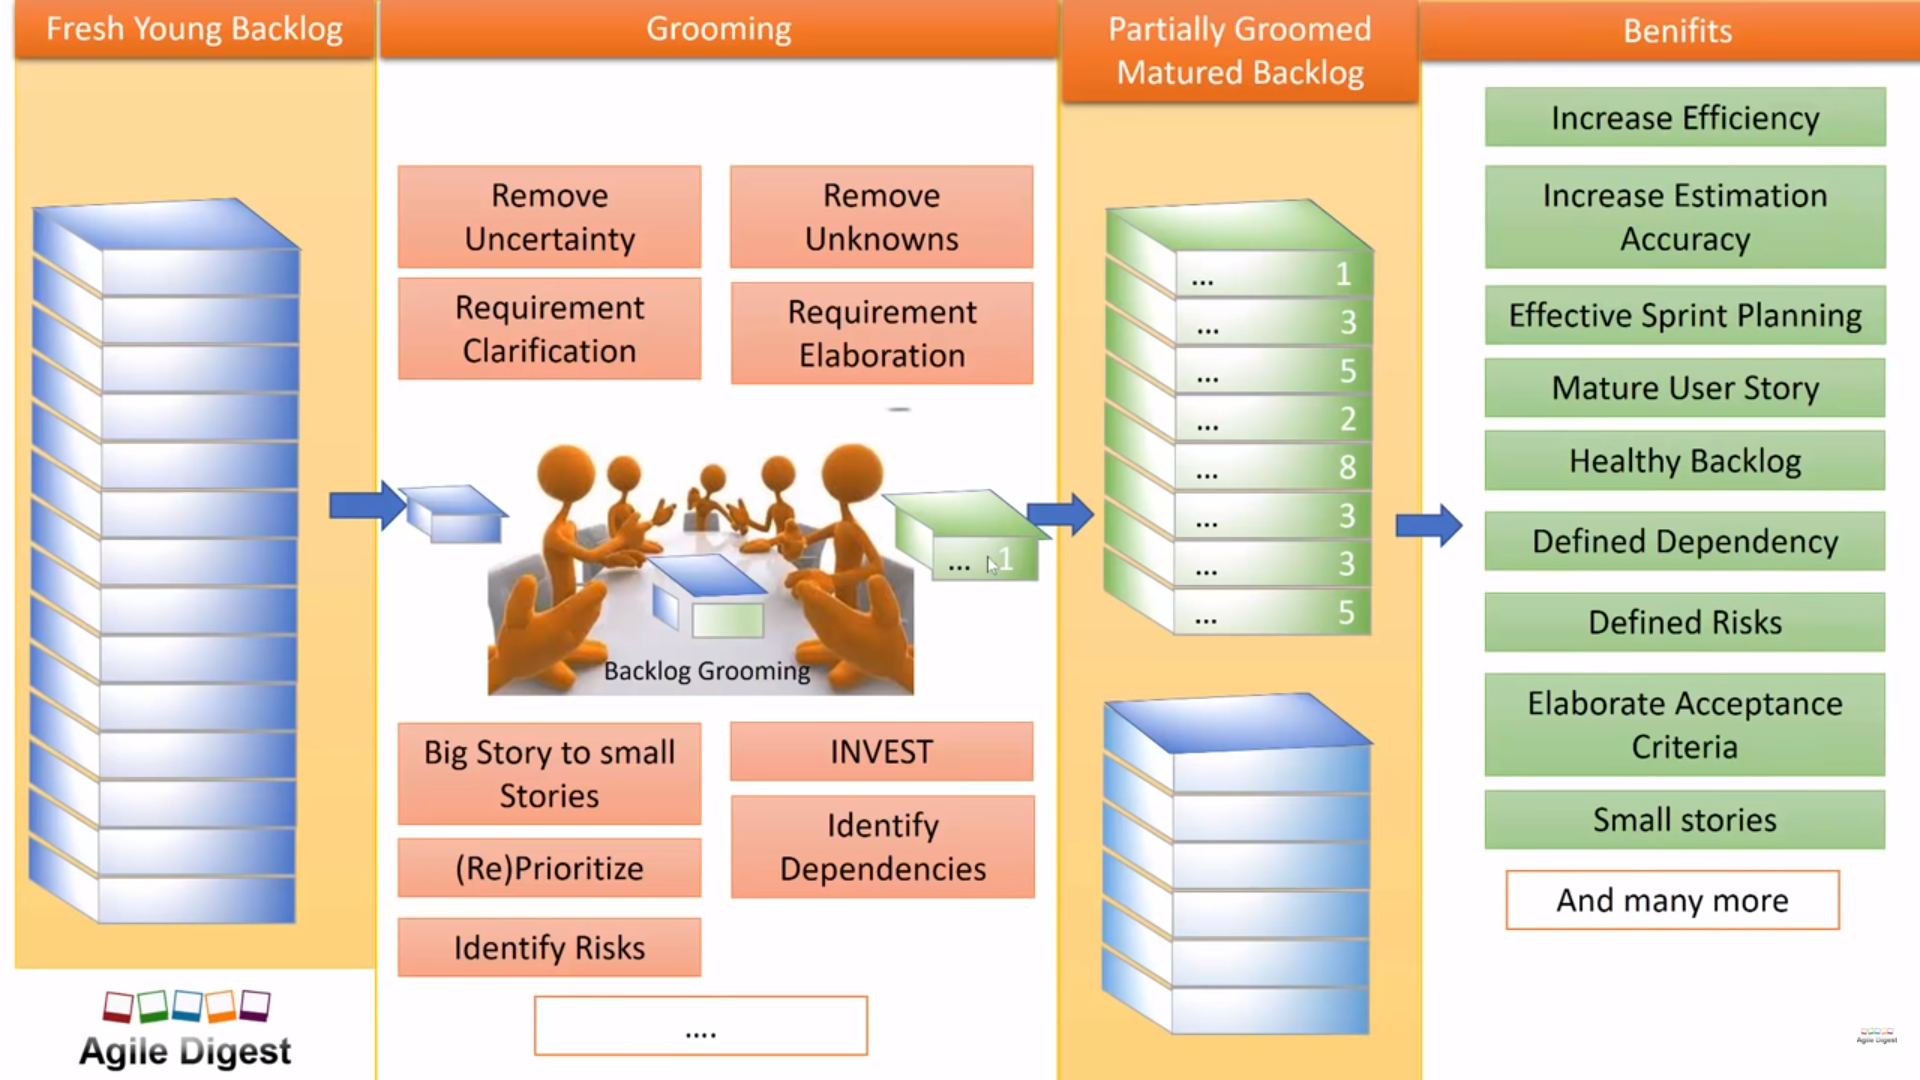 Fresh Young Backlog
Grooming
Partially Groomed
Matured Backlog
Benifits
Remove
Uncertainty
Remove
Unknowns
Requirement
Clarification
Requirement
Elaboration
... 1
Backlog Grooming
Big Story to small
Stories
INVEST
(Re)Prioritize
Identify
Dependencies
Identify Risks
....
... 1
... 3
... 5
... 2
... 8
... 3
... 3
... 5
Increase Efficiency
Increase Estimation
Accuracy
Effective Sprint Planning
Mature User Story
Healthy Backlog
Defined Dependency
Defined Risks
Elaborate Acceptance
Criteria
Small stories
And many more
Agile Digest
Agile Digest